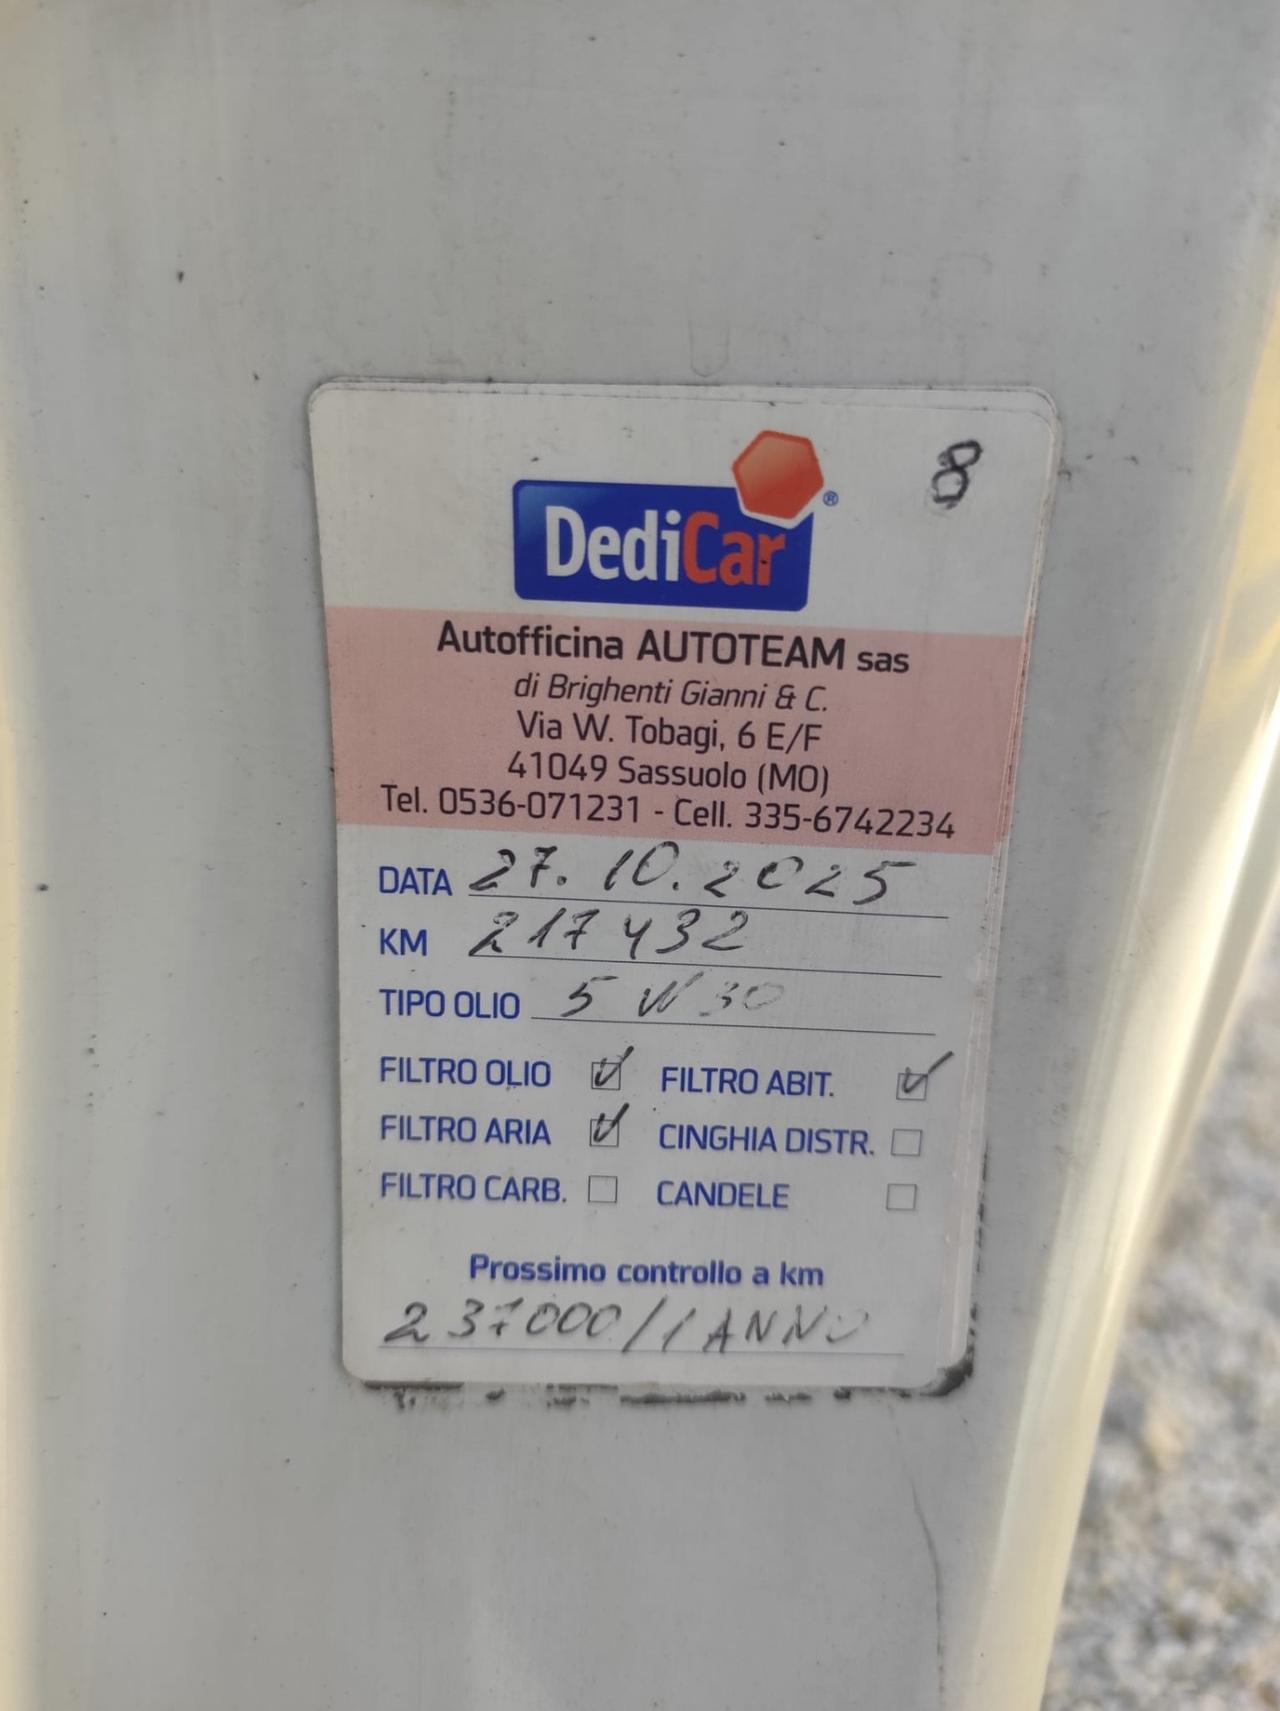 8
DediCar®
Autofficina AUTOTEAM sas
di Brighenti Gianni & C.
Via W. Tobagi, 6 E/F
41049 Sassuolo (MO)
Tel. 0536-071231 - Cell. 335-6742234
DATA 27.10.2025
KM 217432
TIPO OLIO 5W30
FILTRO OLIO FILTRO ABIT.
FILTRO ARIA CINGHIA DISTR.
FILTRO CARB. CANDELE
Prossimo controllo a km
237000/1 ANNO